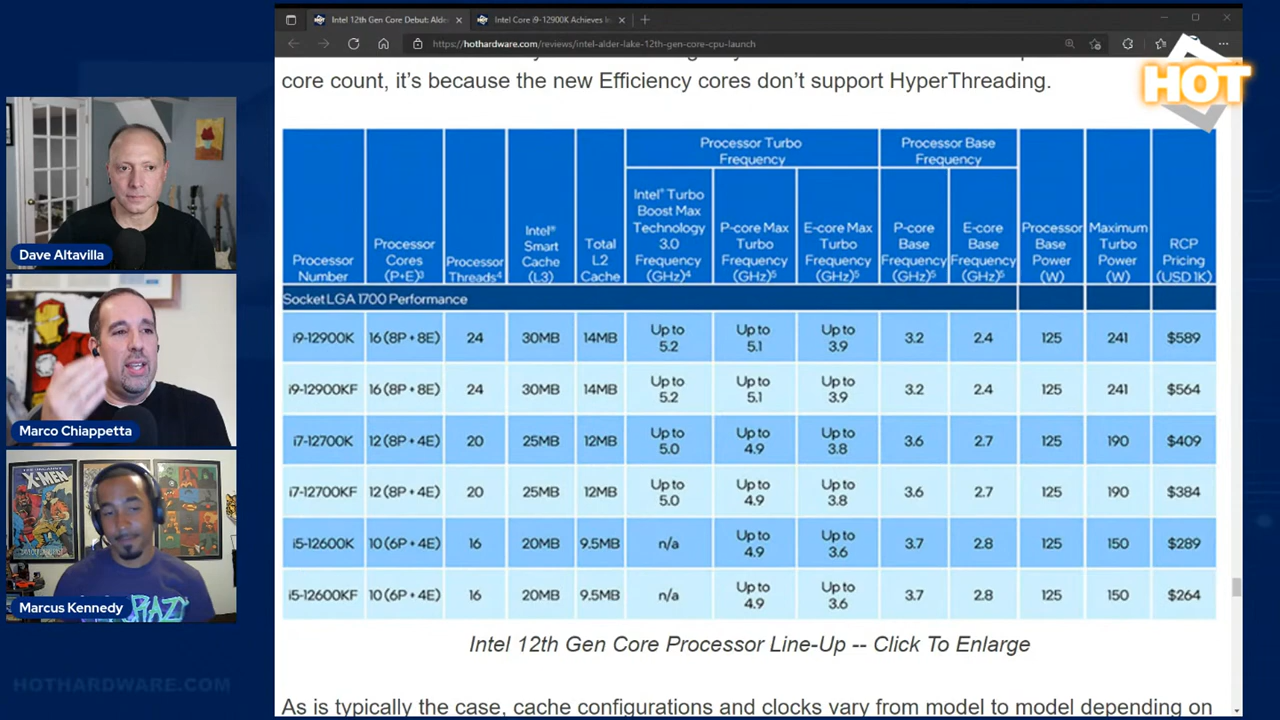 Intel 12th Gen Core Debut: Alder
Intel Core i9-12900K Achieves
https://hothardware.com/reviews/intel-alder-lake-12th-gen-core-cpu-launch
HOT
core count, it's because the new Efficiency cores don't support HyperThreading.
Processor Number
Processor Cores (P+E)³
Processor Threads⁴
Intel® Smart Cache (L3)
Total L2 Cache
Processor Turbo Frequency
Intel® Turbo Boost Max Technology 3.0 Frequency (GHz)⁴
P-core Max Turbo Frequency (GHz)⁵
E-core Max Turbo Frequency (GHz)⁵
Processor Base Frequency
P-core Base Frequency (GHz)⁵
E-core Base Frequency (GHz)⁵
Processor Base Power (W)
Maximum Turbo Power (W)
RCP Pricing (USD 1K)
Socket LGA 1700 Performance
i9-12900K 16 (8P + 8E) 24 30MB 14MB Up to 5.2 Up to 5.1 Up to 3.9 3.2 2.4 125 241 $589
i9-12900KF 16 (8P + 8E) 24 30MB 14MB Up to 5.2 Up to 5.1 Up to 3.9 3.2 2.4 125 241 $564
i7-12700K 12 (8P + 4E) 20 25MB 12MB Up to 5.0 Up to 4.9 Up to 3.8 3.6 2.7 125 190 $409
i7-12700KF 12 (8P + 4E) 20 25MB 12MB Up to 5.0 Up to 4.9 Up to 3.8 3.6 2.7 125 190 $384
i5-12600K 10 (6P + 4E) 16 20MB 9.5MB n/a Up to 4.9 Up to 3.6 3.7 2.8 125 150 $289
i5-12600KF 10 (6P + 4E) 16 20MB 9.5MB n/a Up to 4.9 Up to 3.6 3.7 2.8 125 150 $264
Intel 12th Gen Core Processor Line-Up -- Click To Enlarge
As is typically the case, cache configurations and clocks vary from model to model depending on
Dave Altavilla
Marco Chiappetta
X-MEN
Marcus Kennedy
HOTHARDWARE.COM